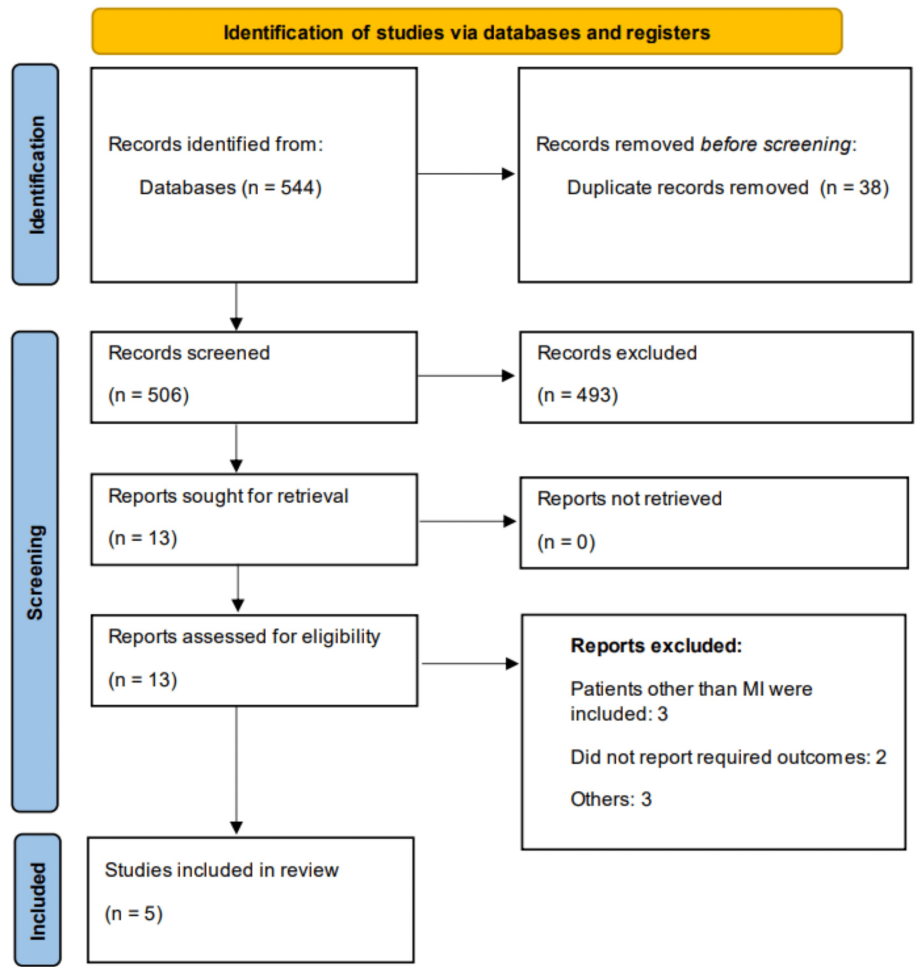 Identification of studies via databases and registers
Identification
Records identified from:
Databases (n = 544)
Records removed before screening:
Duplicate records removed (n = 38)
Screening
Records screened
(n = 506)
Records excluded
(n = 493)
Reports sought for retrieval
(n = 13)
Reports not retrieved
(n = 0)
Reports assessed for eligibility
(n = 13)
Reports excluded:
Patients other than MI were
included: 3
Did not report required outcomes: 2
Others: 3
Included
Studies included in review
(n = 5)